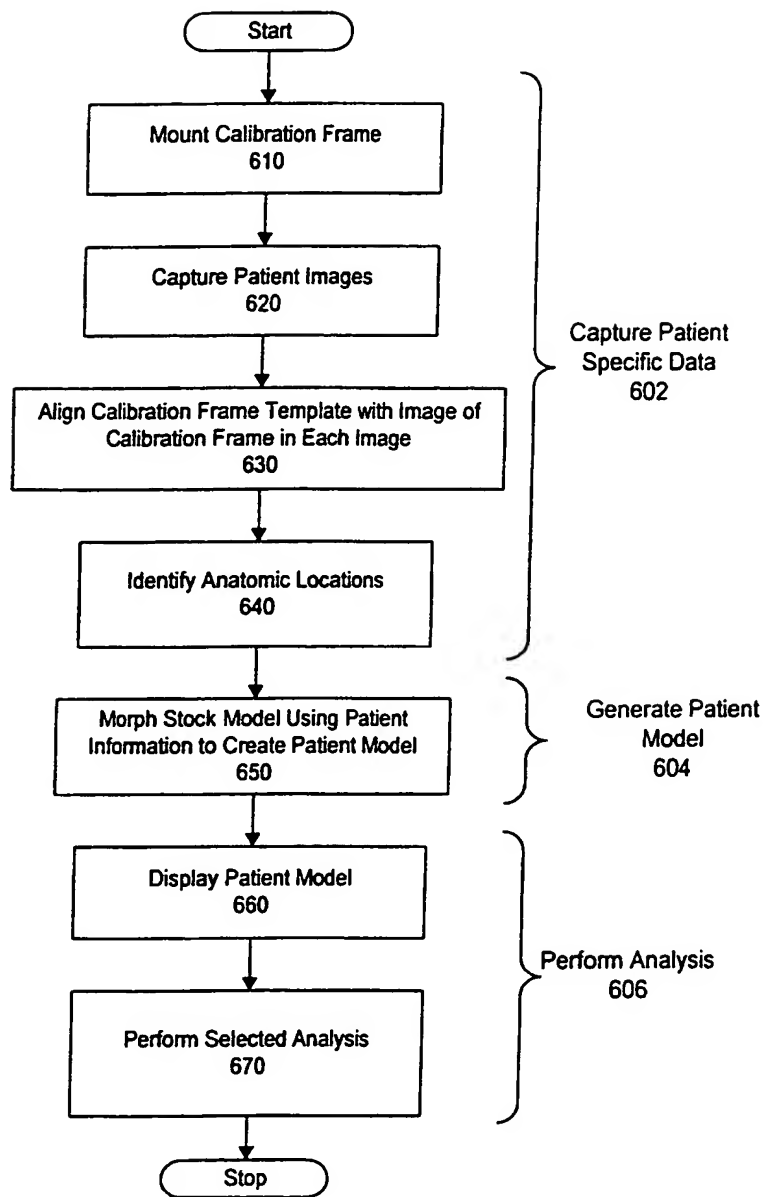 Start
Mount Calibration Frame
610
Capture Patient Images
620
Align Calibration Frame Template with Image of
Calibration Frame in Each Image
630
Identify Anatomic Locations
640
Capture Patient
Specific Data
602
Morph Stock Model Using Patient
Information to Create Patient Model
650
Generate Patient
Model
604
Display Patient Model
660
Perform Selected Analysis
670
Perform Analysis
606
Stop